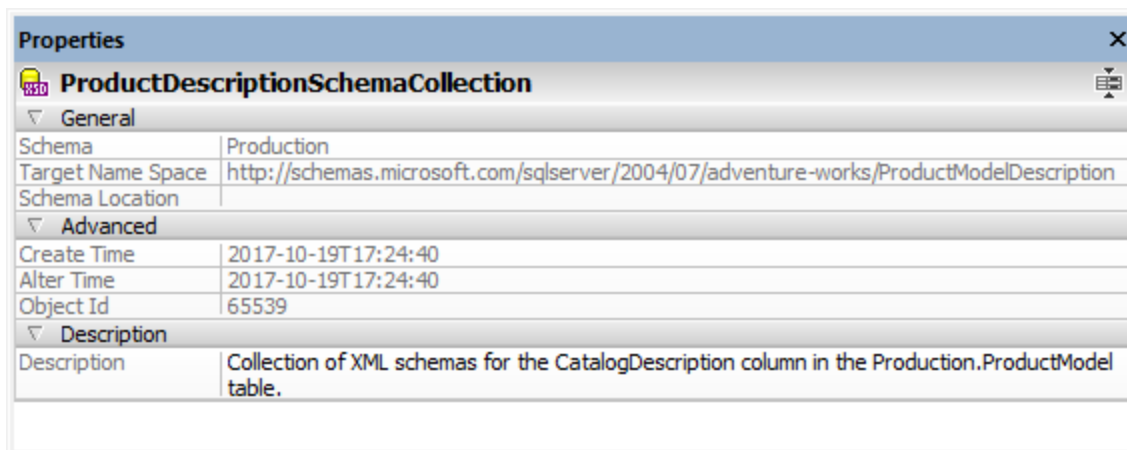 Properties
XSD ProductDescriptionSchemaCollection
General
Schema Production
Target Name Space http://schemas.microsoft.com/sqlserver/2004/07/adventure-works/ProductModelDescription
Schema Location
Advanced
Create Time 2017-10-19T17:24:40
Alter Time 2017-10-19T17:24:40
Object Id 65539
Description
Description Collection of XML schemas for the CatalogDescription column in the Production.ProductModel
table.